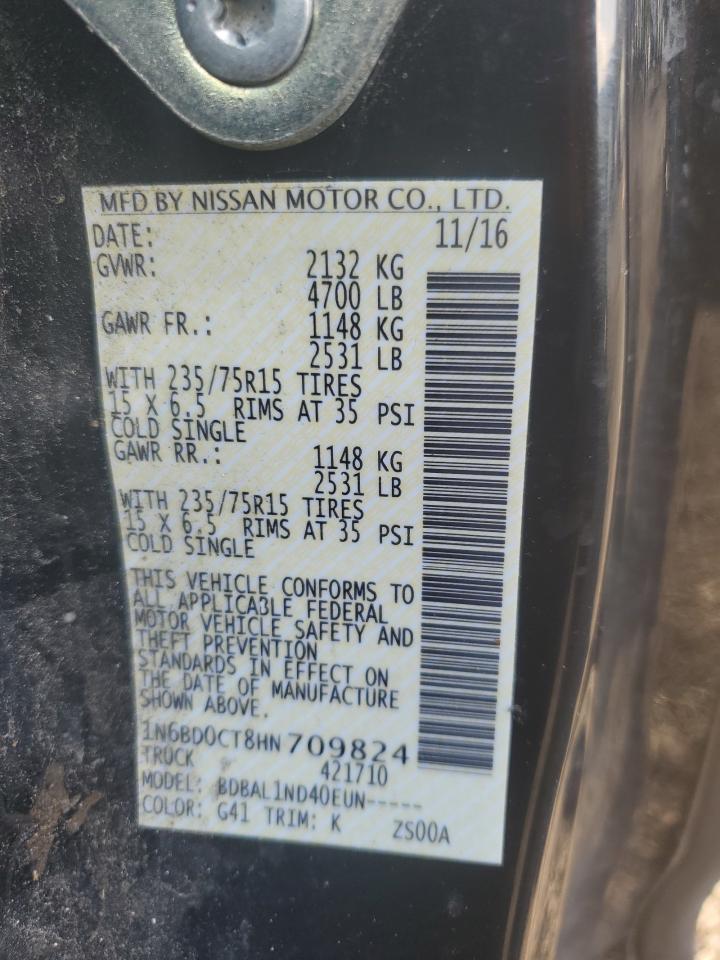 MFD BY NISSAN MOTOR CO., LTD.
DATE: 11/16
GVWR: 2132 KG
4700 LB
GAWR FR.: 1148 KG
2531 LB
WITH 235/75R15 TIRES
15 X 6.5 RIMS AT 35 PSI
COLD SINGLE
GAWR RR.: 1148 KG
2531 LB
WITH 235/75R15 TIRES
15 X 6.5 RIMS AT 35 PSI
COLD SINGLE
THIS VEHICLE CONFORMS TO
ALL APPLICABLE FEDERAL
MOTOR VEHICLE SAFETY AND
THEFT PREVENTION
STANDARDS IN EFFECT ON
THE DATE OF MANUFACTURE
SHOWN ABOVE.
1N6BD0CT8HN709824
TRUCK 421710
MODEL: BDBAL1ND40EUN-----
COLOR: G41 TRIM: K ZS00A